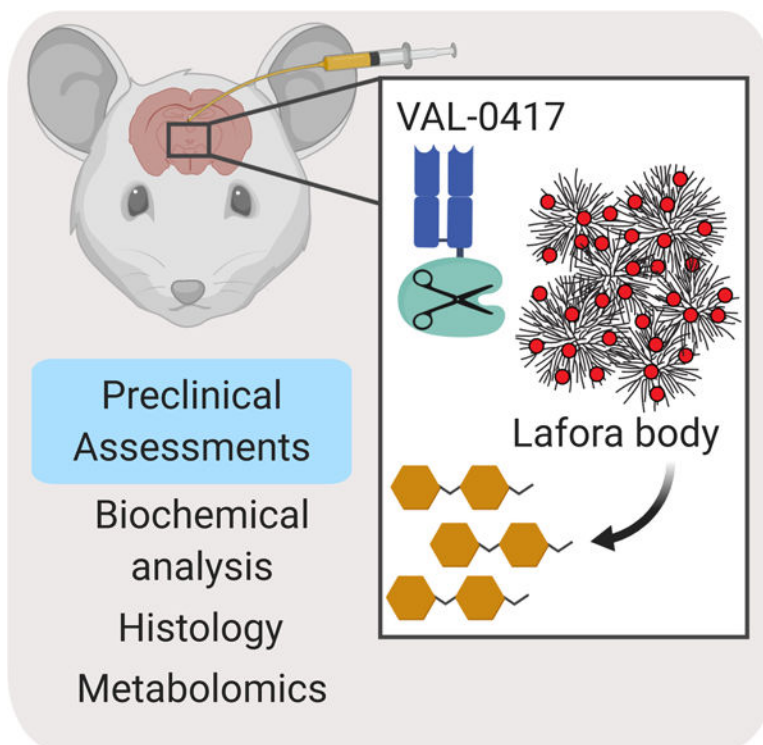 VAL-0417
Lafora body
Preclinical
Assessments
Biochemical
analysis
Histology
Metabolomics